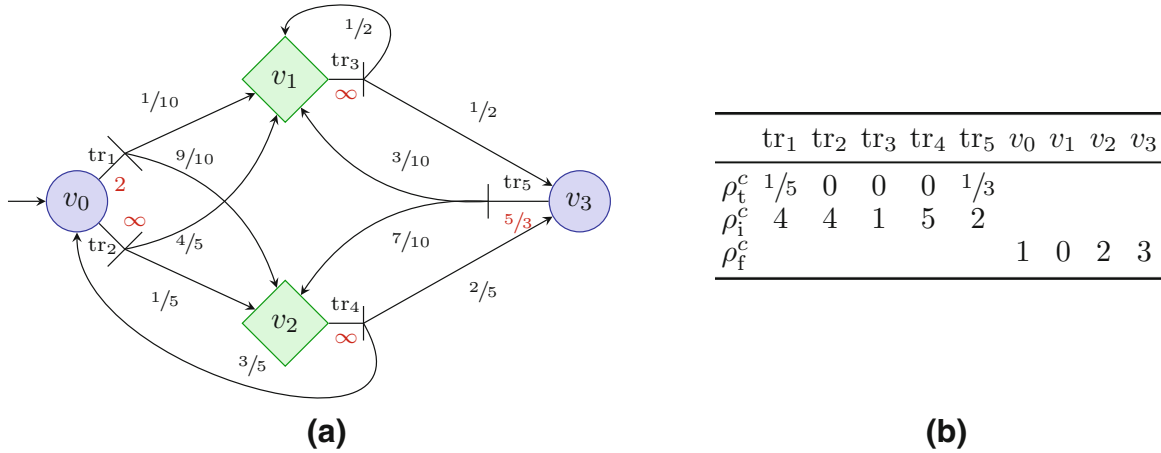 1/2
v1
tr3
∞
1/10
1/2
tr1
9/10
3/10
tr5
v0
2
v3
∞
5/3
tr2
4/5
7/10
1/5
tr4
2/5
v2
∞
3/5
(a)
tr1 tr2 tr3 tr4 tr5 v0 v1 v2 v3
ρ_t^c 1/5 0 0 0 1/3
ρ_i^c 4 4 1 5 2
ρ_f^c 1 0 2 3
(b)